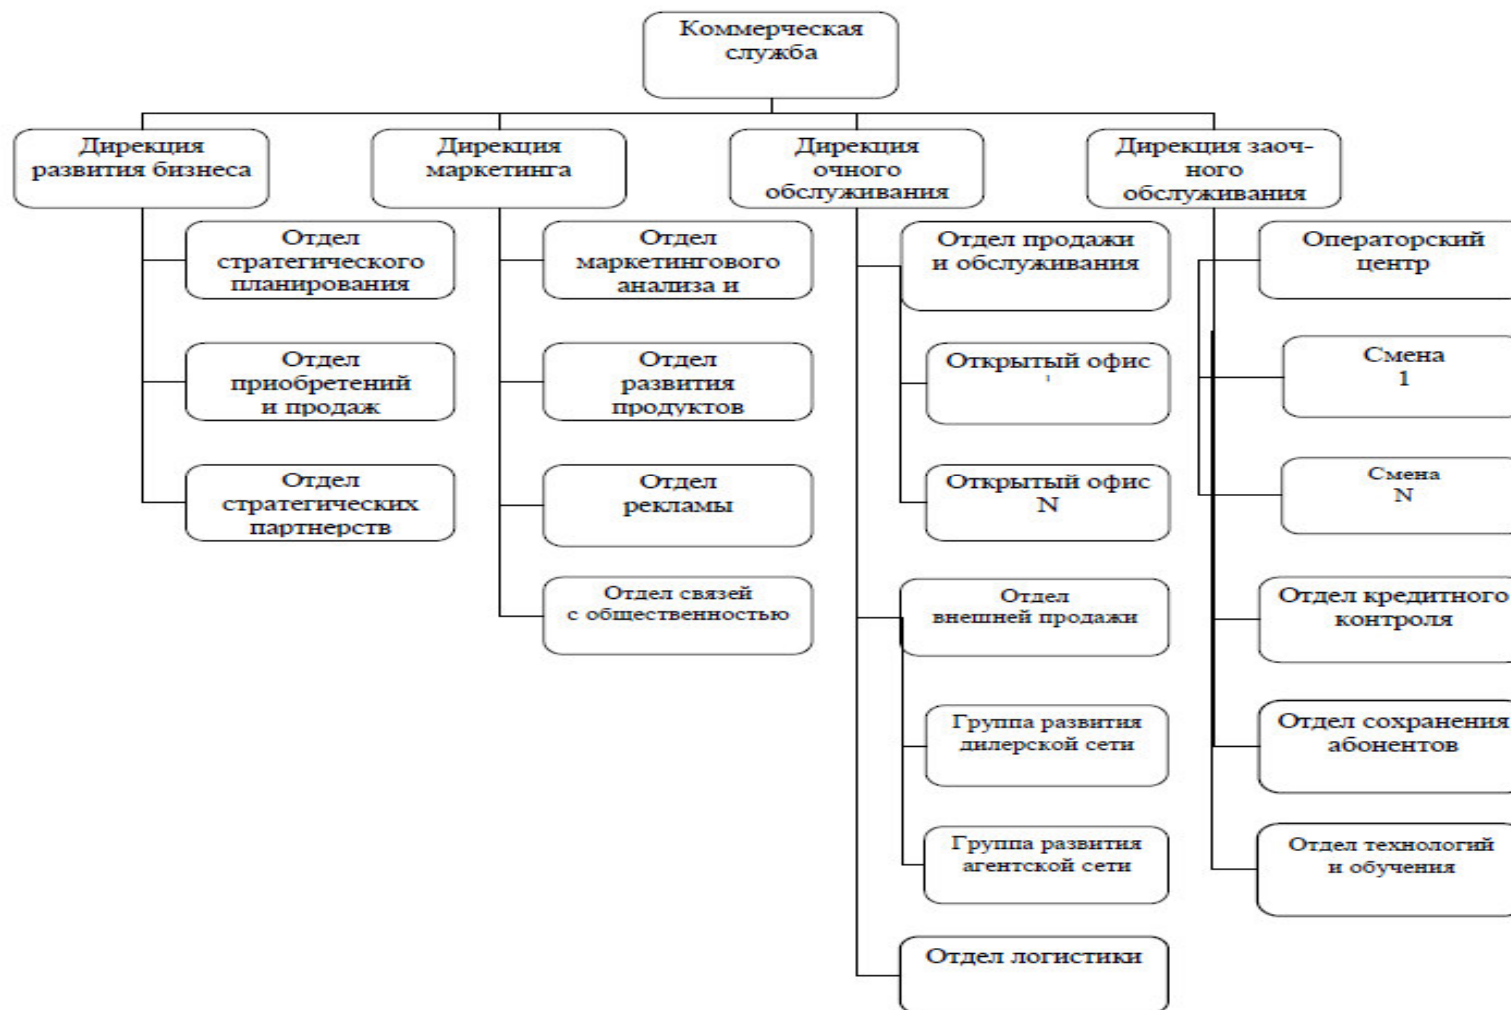 Коммерческая
служба
Дирекция
развития бизнеса
Дирекция
маркетинга
Дирекция
очного
обслуживания
Дирекция заоч-
ного
обслуживания
Отдел
стратегического
планирования
Отдел
приобретений
и продаж
Отдел
стратегических
партнерств
Отдел
маркетингового
анализа и
Отдел
развития
продуктов
Отдел
рекламы
Отдел связей
с общественностью
Отдел продажи
и обслуживания
Открытый офис
1
Открытый офис
N
Отдел
внешней продажи
Группа развития
дилерской сети
Группа развития
агентской сети
Отдел логистики
Операторский
центр
Смена
1
Смена
N
Отдел кредитного
контроля
Отдел сохранения
абонентов
Отдел технологий
и обучения